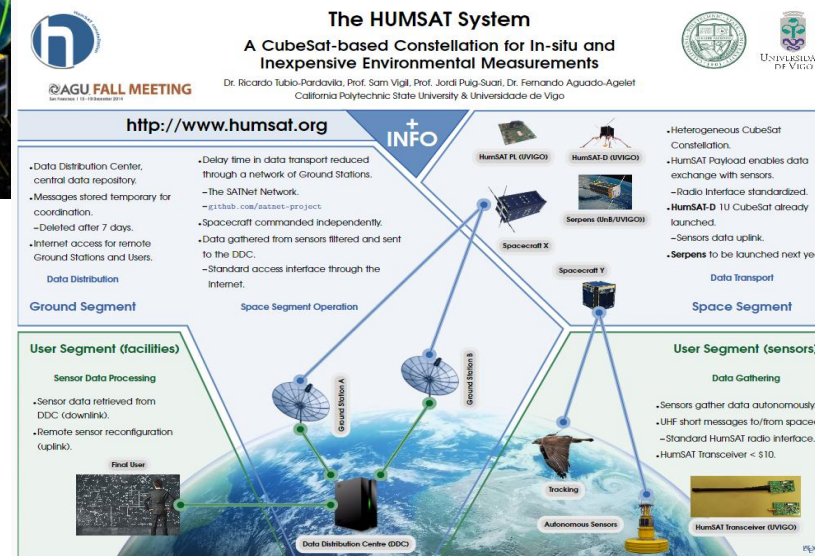 The HUMSAT System
A CubeSat-based Constellation for In-situ and
Inexpensive Environmental Measurements
Dr. Ricardo Tubio-Pardavila, Prof. Sam Vigil, Prof. Jordi Puig-Suari, Dr. Fernando Aguado-Agelet
California Polytechnic State University & Universidade de Vigo
@AGU FALL MEETING
San Francisco | 15-19 December 2014
UNIVERSIDA
DE VIGO
http://www.humsat.org
+
INFO
•Data Distribution Center,
central data repository.
•Messages stored temporary for
coordination.
–Deleted after 7 days.
•Internet access for remote
Ground Stations and Users.
Data Distribution
Ground Segment
•Delay time in data transport reduced
through a network of Ground Stations.
–The SATNet Network.
–github.com/satnet-project
•Spacecraft commanded independently.
•Data gathered from sensors filtered and sent
to the DDC.
–Standard access interface through the
Internet.
Space Segment Operation
HumSAT PL (UVIGO)
HumSAT-D (UVIGO)
Serpens (UnB/UVIGO))
Spacecraft X
Spacecraft Y
•Heterogeneous CubeSat
Constellation.
•HumSAT Payload enables data
exchange with sensors.
–Radio Interface standardized.
•HumSAT-D 1U CubeSat already
launched.
–Sensors data uplink.
•Serpens to be launched next ye
Data Transport
Space Segment
User Segment (facilities)
Sensor Data Processing
•Sensor data retrieved from
DDC (downlink).
•Remote sensor reconfiguration
(uplink).
Final User
Ground Station A
Ground Station B
Data Distribution Centre (DDC)
Tracking
Autonomous Sensors
User Segment (sensors)
Data Gathering
•Sensors gather data autonomously.
•UHF short messages to/from space
–Standard HumSAT radio interface.
•HumSAT Transceiver < $10.
HumSAT Transceiver (UVIGO)